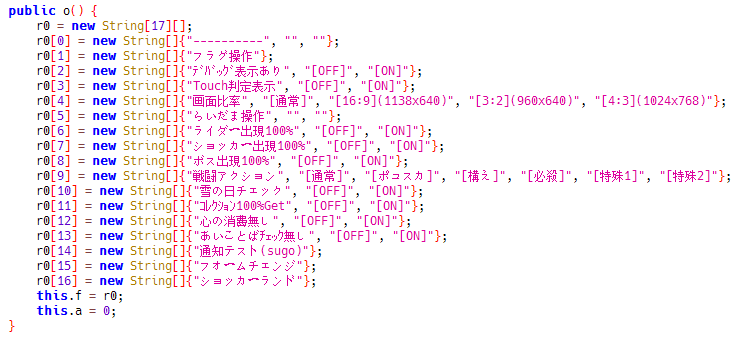 public o() {
    r0 = new String[17][];
    r0[0] = new String[]{"----------", "", ""};
    r0[1] = new String[]{"フラグ操作"};
    r0[2] = new String[]{"ﾃﾞﾊﾞｯｸﾞ表示あり", "[OFF]", "[ON]"};
    r0[3] = new String[]{"Touch判定表示", "[OFF]", "[ON]"};
    r0[4] = new String[]{"画面比率", "[通常]", "[16:9](1138x640)", "[3:2](960x640)", "[4:3](1024x768)"};
    r0[5] = new String[]{"らいだま操作", "", ""};
    r0[6] = new String[]{"ライダー出現100%", "[OFF]", "[ON]"};
    r0[7] = new String[]{"ショッカー出現100%", "[OFF]", "[ON]"};
    r0[8] = new String[]{"ボス出現100%", "[OFF]", "[ON]"};
    r0[9] = new String[]{"戦闘アクション", "[通常]", "[ポコスカ]", "[構え]", "[必殺]", "[特殊1]", "[特殊2]"};
    r0[10] = new String[]{"雪の日チェック", "[OFF]", "[ON]"};
    r0[11] = new String[]{"ｺﾚｸｼｮﾝ100%Get", "[OFF]", "[ON]"};
    r0[12] = new String[]{"心の消費無し", "[OFF]", "[ON]"};
    r0[13] = new String[]{"あいことばﾁｪｯｸ無し", "[OFF]", "[ON]"};
    r0[14] = new String[]{"通知テスト(sugo)"};
    r0[15] = new String[]{"フォームチェンジ"};
    r0[16] = new String[]{"ショッカーランド"};
    this.f = r0;
    this.a = 0;
}